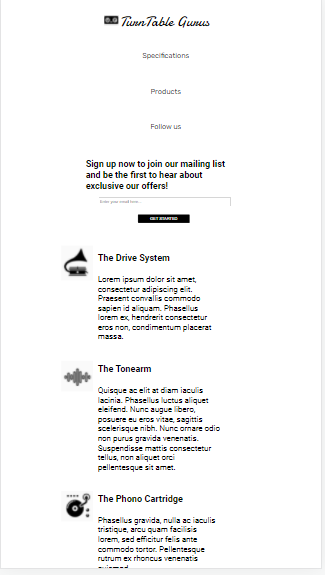 TurnTable Gurus
Specifications
Products
Follow us
Sign up now to join our mailing list
and be the first to hear about
exclusive our offers!
Enter your email here...
GET STARTED
The Drive System
Lorem ipsum dolor sit amet,
consectetur adipiscing elit.
Praesent convallis commodo
sapien id aliquam. Phasellus
lorem ex, hendrerit consectetur
eros non, condimentum placerat
massa.
The Tonearm
Quisque ac elit at diam iaculis
lacinia. Phasellus luctus aliquet
eleifend. Nunc augue libero,
posuere eu eros vitae, sagittis
scelerisque nibh. Nunc ornare odio
non purus gravida venenatis.
Suspendisse mattis consectetur
tellus, non aliquet orci
pellentesque sit amet.
The Phono Cartridge
Phasellus gravida, nulla ac iaculis
tristique, arcu quam facilisis
lorem, sed efficitur felis ante
commodo tortor. Pellentesque
rutrum ex rhoncus venenatis